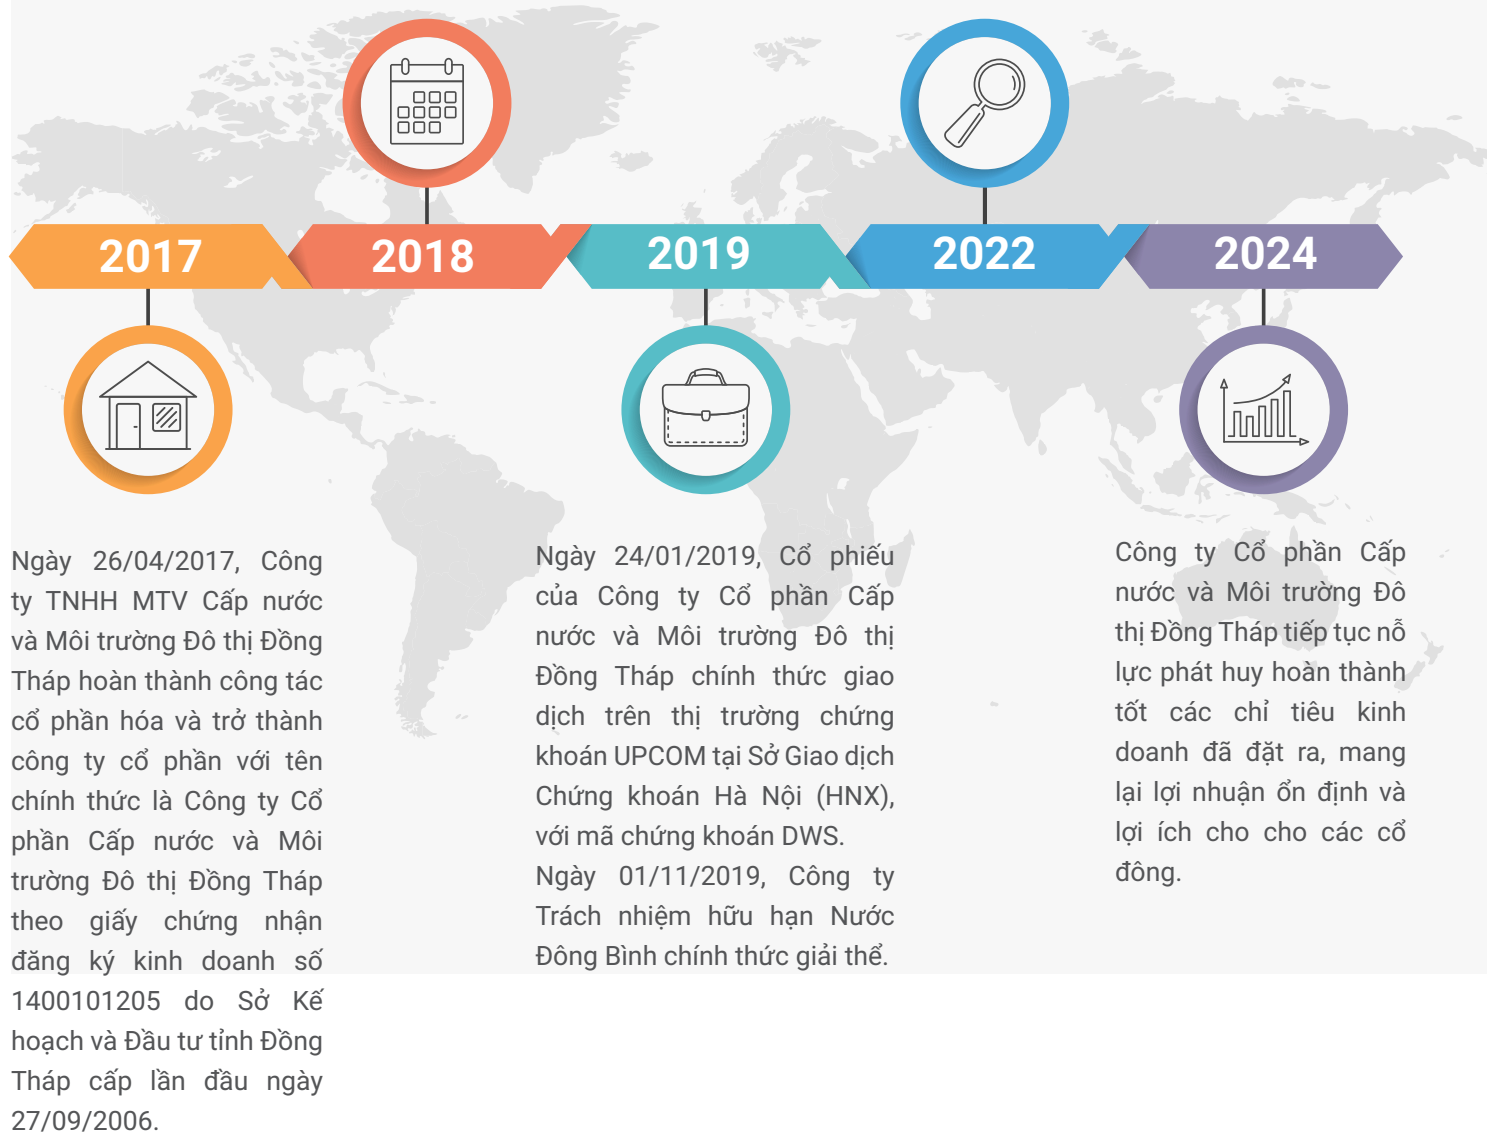 2017
2018
2019
2022
2024
Ngày 26/04/2017, Công
ty TNHH MTV Cấp nước
và Môi trường Đô thị Đồng
Tháp hoàn thành công tác
cổ phần hóa và trở thành
công ty cổ phần với tên
chính thức là Công ty Cổ
phần Cấp nước và Môi
trường Đô thị Đồng Tháp
theo giấy chứng nhận
đăng ký kinh doanh số
1400101205 do Sở Kế
hoạch và Đầu tư tỉnh Đồng
Tháp cấp lần đầu ngày
27/09/2006.
Ngày 24/01/2019, Cổ phiếu
của Công ty Cổ phần Cấp
nước và Môi trường Đô thị
Đồng Tháp chính thức giao
dịch trên thị trường chứng
khoán UPCOM tại Sở Giao dịch
Chứng khoán Hà Nội (HNX),
với mã chứng khoán DWS.
Ngày 01/11/2019, Công ty
Trách nhiệm hữu hạn Nước
Đông Bình chính thức giải thể.
Công ty Cổ phần Cấp
nước và Môi trường Đô
thị Đồng Tháp tiếp tục nỗ
lực phát huy hoàn thành
tốt các chỉ tiêu kinh
doanh đã đặt ra, mang
lại lợi nhuận ổn định và
lợi ích cho cho các cổ
đông.